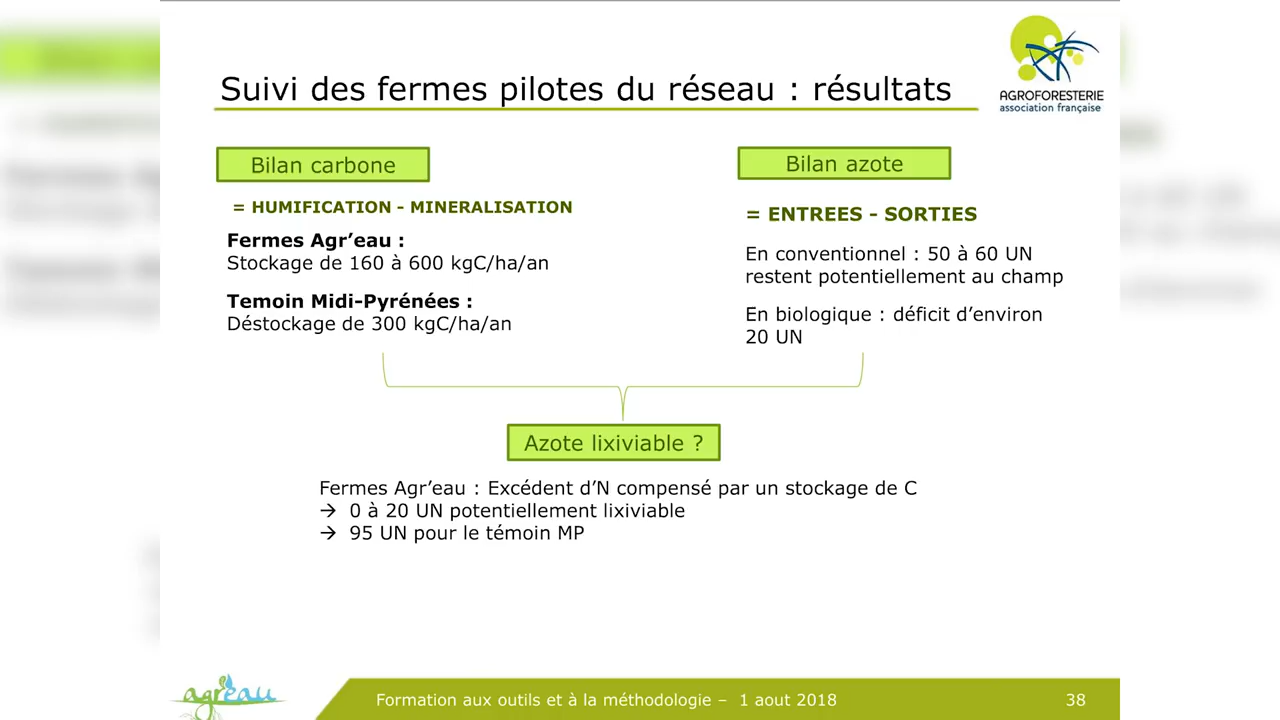 AGROFORESTERIE
association française
Suivi des fermes pilotes du réseau : résultats
Bilan carbone
= HUMIFICATION - MINERALISATION
Fermes Agr’eau :
Stockage de 160 à 600 kgC/ha/an
Temoin Midi-Pyrénées :
Déstockage de 300 kgC/ha/an
Bilan azote
= ENTREES - SORTIES
En conventionnel : 50 à 60 UN
restent potentiellement au champ
En biologique : déficit d’environ
20 UN
Azote lixiviable ?
Fermes Agr’eau : Excédent d’N compensé par un stockage de C
→ 0 à 20 UN potentiellement lixiviable
→ 95 UN pour le témoin MP
agr'eau
Formation aux outils et à la méthodologie – 1 aout 2018
38